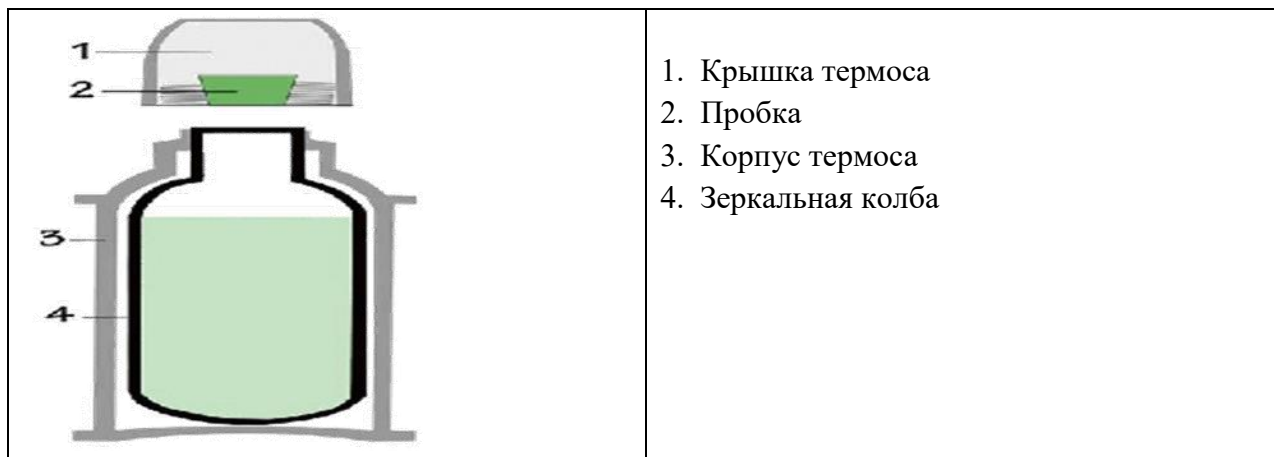 1
2
3
4
1. Крышка термоса
2. Пробка
3. Корпус термоса
4. Зеркальная колба